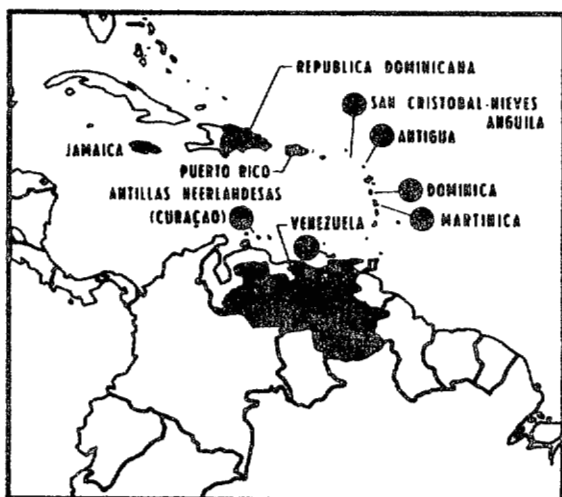 REPUBLICA DOMINICANA
SAN CRISTOBAL-NIEVES
ANGUILA
ANTIGUA
JAMAICA
PUERTO RICO
ANTILLAS NEERLANDESAS
(CURAÇAO)
DOMINICA
VENEZUELA
MARTINICA